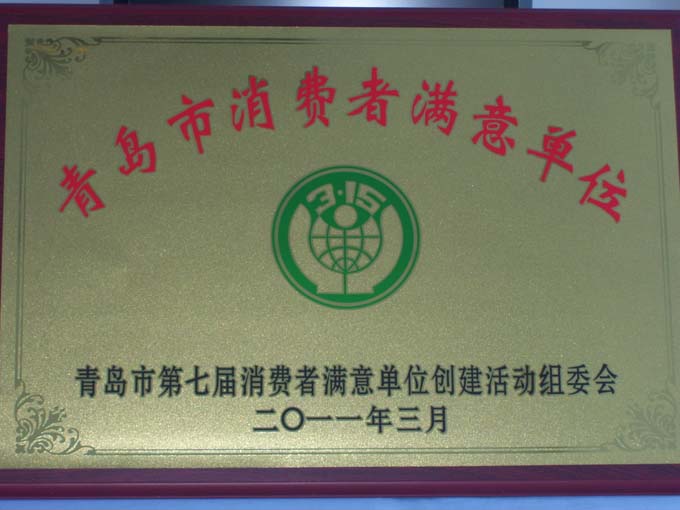 青岛市消费者满意单位
3·15
青岛市第七届消费者满意单位创建活动组委会
二〇一一年三月